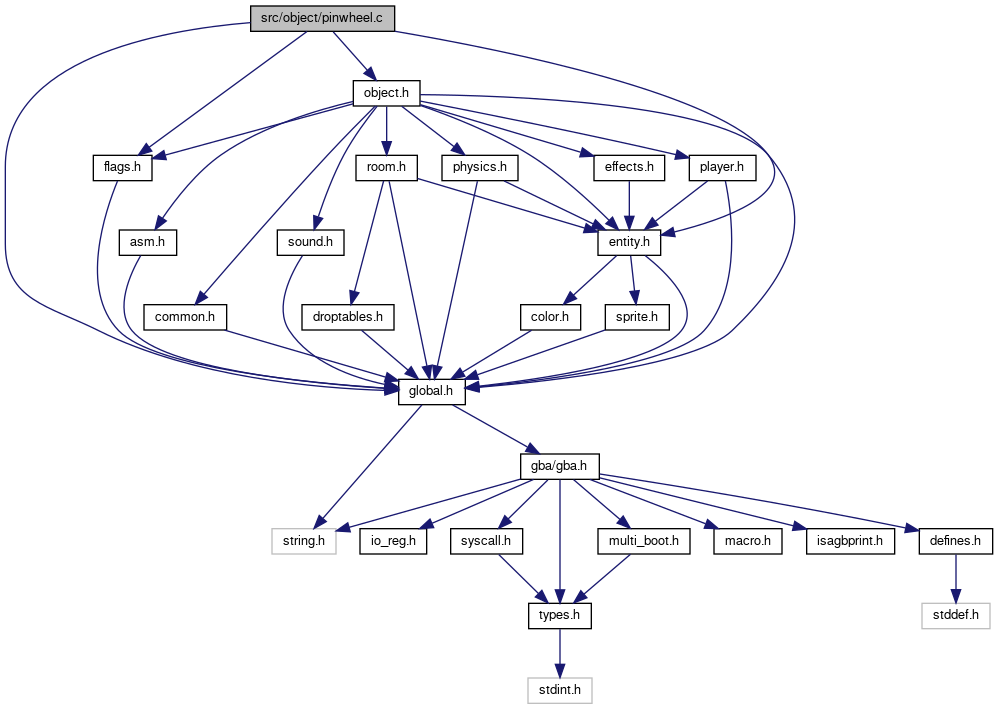 src/object/pinwheel.c
object.h
flags.h
room.h
physics.h
effects.h
player.h
asm.h
sound.h
entity.h
common.h
droptables.h
color.h
sprite.h
global.h
gba/gba.h
string.h
io_reg.h
syscall.h
multi_boot.h
macro.h
isagbprint.h
defines.h
types.h
stddef.h
stdint.h